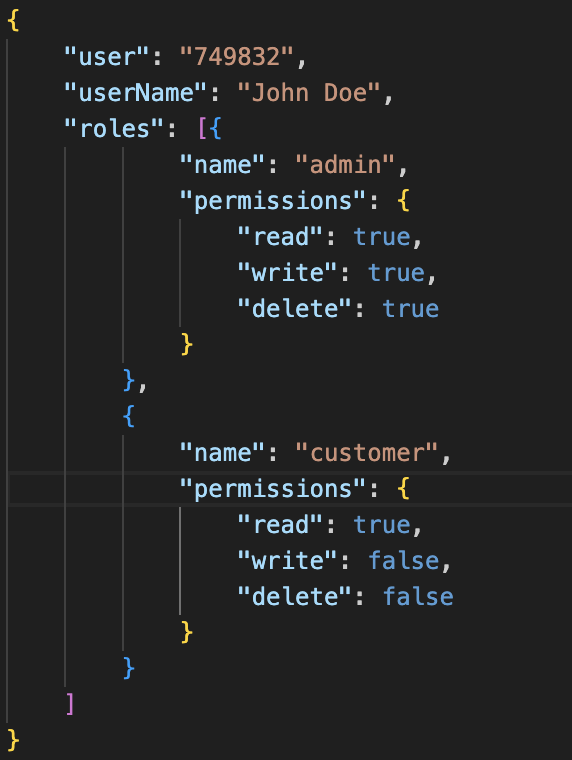 {
    "user": "749832",
    "userName": "John Doe",
    "roles": [{
            "name": "admin",
            "permissions": {
                "read": true,
                "write": true,
                "delete": true
            }
        },
        {
            "name": "customer",
            "permissions": {
                "read": true,
                "write": false,
                "delete": false
            }
        }
    ]
}